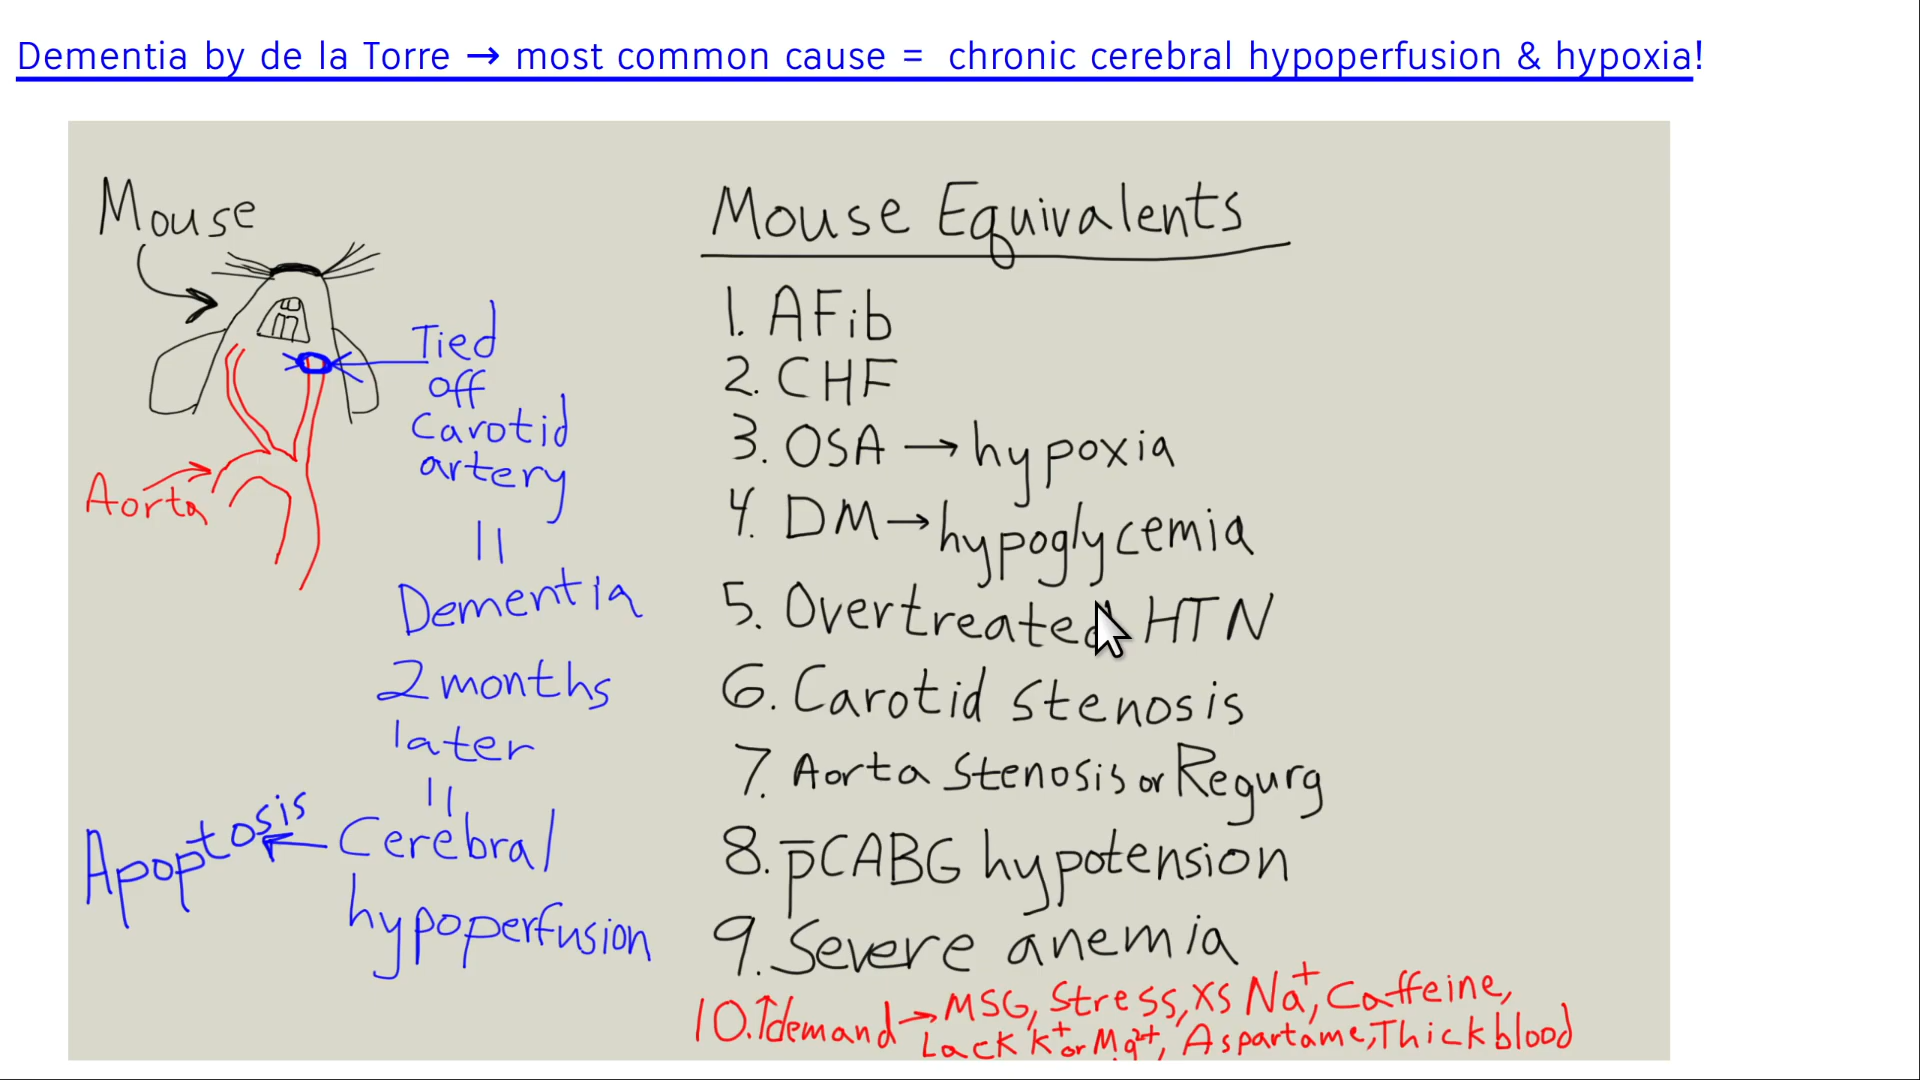 Dementia by de la Torre → most common cause = chronic cerebral hypoperfusion & hypoxia!
Mouse
Tied
off
Carotid
artery
Aorta
=
Dementia
2 months
later
=
Cerebral
hypoperfusion
Apoptosis
Mouse Equivalents
1. AFib
2. CHF
3. OSA → hypoxia
4. DM → hypoglycemia
5. Overtreated HTN
6. Carotid Stenosis
7. Aorta Stenosis or Regurg
8. p̅CABG hypotension
9. Severe anemia
10. ↑demand → MSG, Stress, XS Na⁺, Caffeine,
Lack K⁺ or Mg²⁺, Aspartame, Thick blood